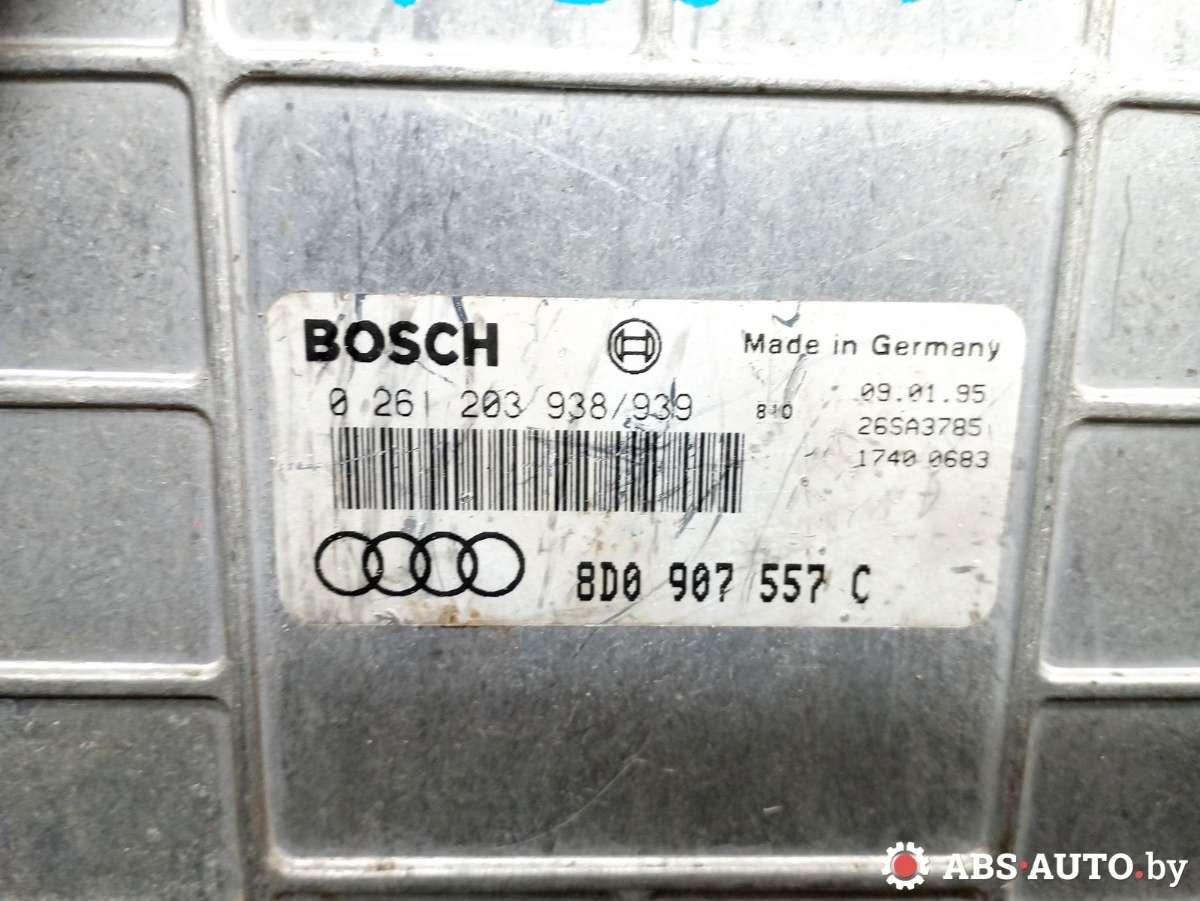 BOSCH
Made in Germany
0 261 203 938/939
810
09.01.95
26SA3785
1740 0683
8D0 907 557 C
ABS-AUTO.by